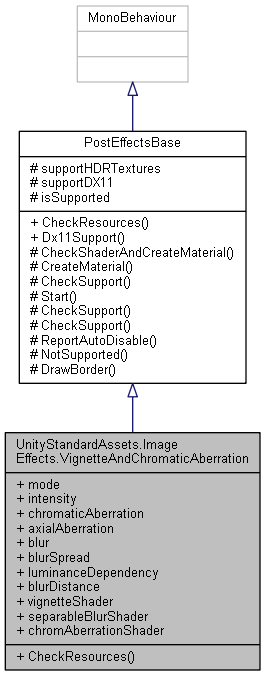 MonoBehaviour
PostEffectsBase
# supportHDRTextures
# supportDX11
# isSupported
+ CheckResources()
+ Dx11Support()
# CheckShaderAndCreateMaterial()
# CreateMaterial()
# CheckSupport()
# Start()
# CheckSupport()
# CheckSupport()
# ReportAutoDisable()
# NotSupported()
# DrawBorder()
UnityStandardAssets.Image
Effects.VignetteAndChromaticAberration
+ mode
+ intensity
+ chromaticAberration
+ axialAberration
+ blur
+ blurSpread
+ luminanceDependency
+ blurDistance
+ vignetteShader
+ separableBlurShader
+ chromAberrationShader
+ CheckResources()